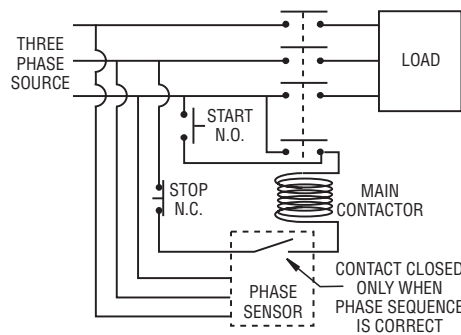 THREE
PHASE
SOURCE
LOAD
START
N.O.
STOP
N.C.
MAIN
CONTACTOR
PHASE
SENSOR
CONTACT CLOSED
ONLY WHEN
PHASE SEQUENCE
IS CORRECT